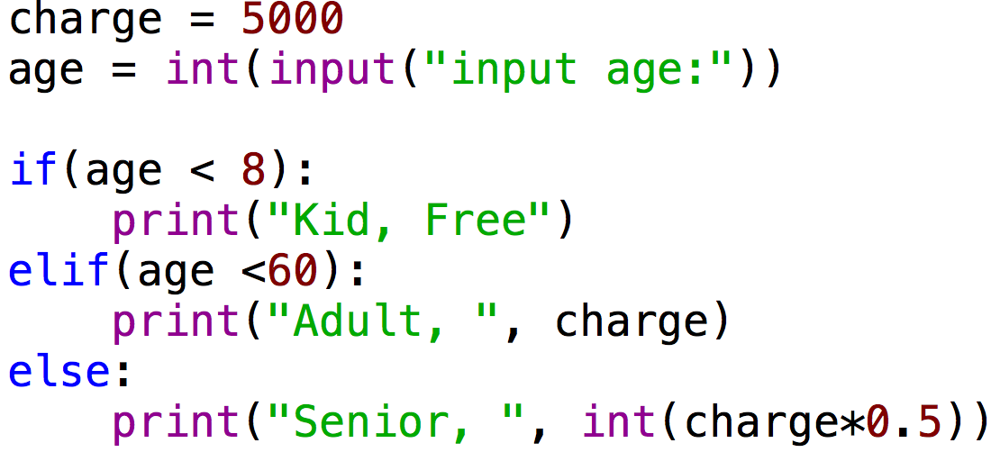 charge = 5000
age = int(input("input age:"))
if(age < 8):
    print("Kid, Free")
elif(age <60):
    print("Adult, ", charge)
else:
    print("Senior, ", int(charge*0.5))